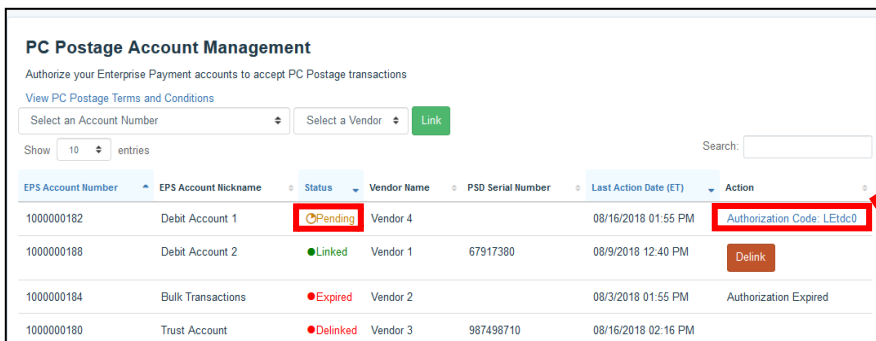 PC Postage Account Management
Authorize your Enterprise Payment accounts to accept PC Postage transactions
View PC Postage Terms and Conditions
Select an Account Number Select a Vendor Link
Show 10 entries Search:
EPS Account Number EPS Account Nickname Status Vendor Name PSD Serial Number Last Action Date (ET) Action
1000000182 Debit Account 1 Pending Vendor 4 08/16/2018 01:55 PM Authorization Code: LEtdc0
1000000188 Debit Account 2 Linked Vendor 1 67917380 08/9/2018 12:40 PM Delink
1000000184 Bulk Transactions Expired Vendor 2 08/3/2018 01:55 PM Authorization Expired
1000000180 Trust Account Delinked Vendor 3 987498710 08/16/2018 02:16 PM